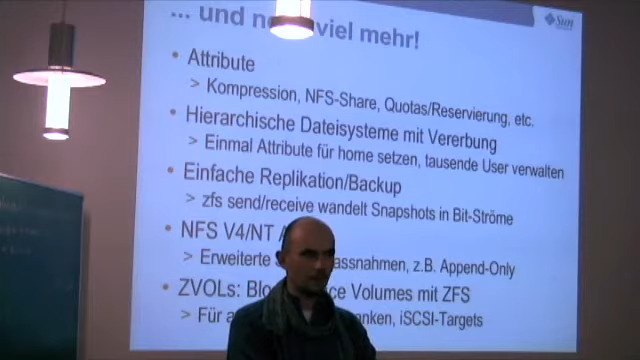 ... und viel mehr!
Sun
• Attribute
> Kompression, NFS-Share, Quotas/Reservierung, etc.
• Hierarchische Dateisysteme mit Vererbung
> Einmal Attribute für home setzen, tausende User verwalten
• Einfache Replikation/Backup
> zfs send/receive wandelt Snapshots in Bit-Ströme
• NFS V4/NT
> Erweiterte assnahmen, z.B. Append-Only
• ZVOLs: Blo ce Volumes mit ZFS
> Für anken, iSCSI-Targets